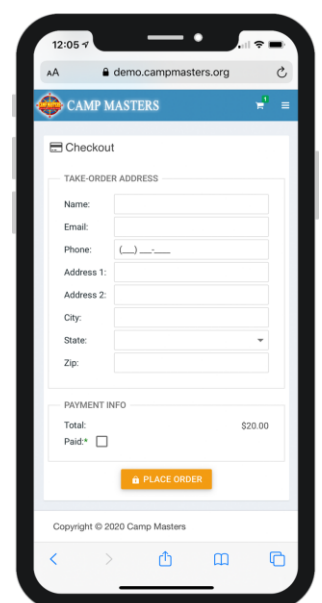 12:05
AA demo.campmasters.org
CAMP MASTERS
1
Checkout
TAKE-ORDER ADDRESS
Name:
Email:
Phone: (___) ___-____
Address 1:
Address 2:
City:
State:
Zip:
PAYMENT INFO
Total: $20.00
Paid:*
PLACE ORDER
Copyright © 2020 Camp Masters